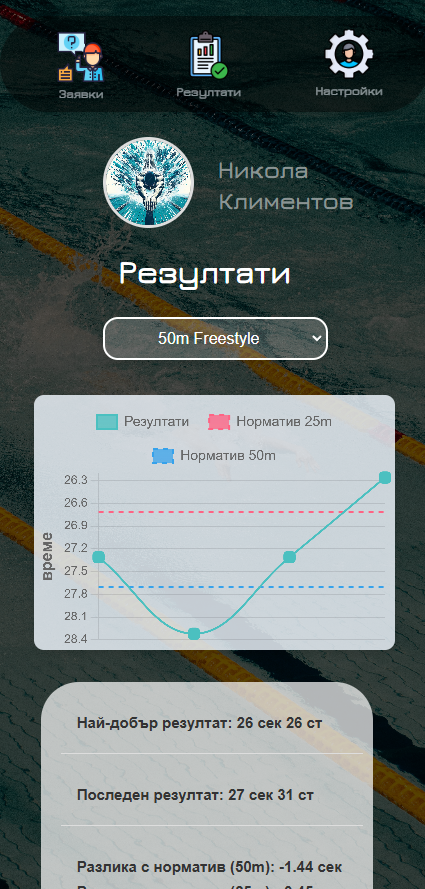 Заявки
Резултати
Настройки
Никола
Климентов
Резултати
50m Freestyle
Резултати
Норматив 25m
Норматив 50m
време
26.3
26.6
26.9
27.2
27.5
27.8
28.1
28.4
Най-добър резултат: 26 сек 26 ст
Последен резултат: 27 сек 31 ст
Разлика с норматив (50m): -1.44 сек